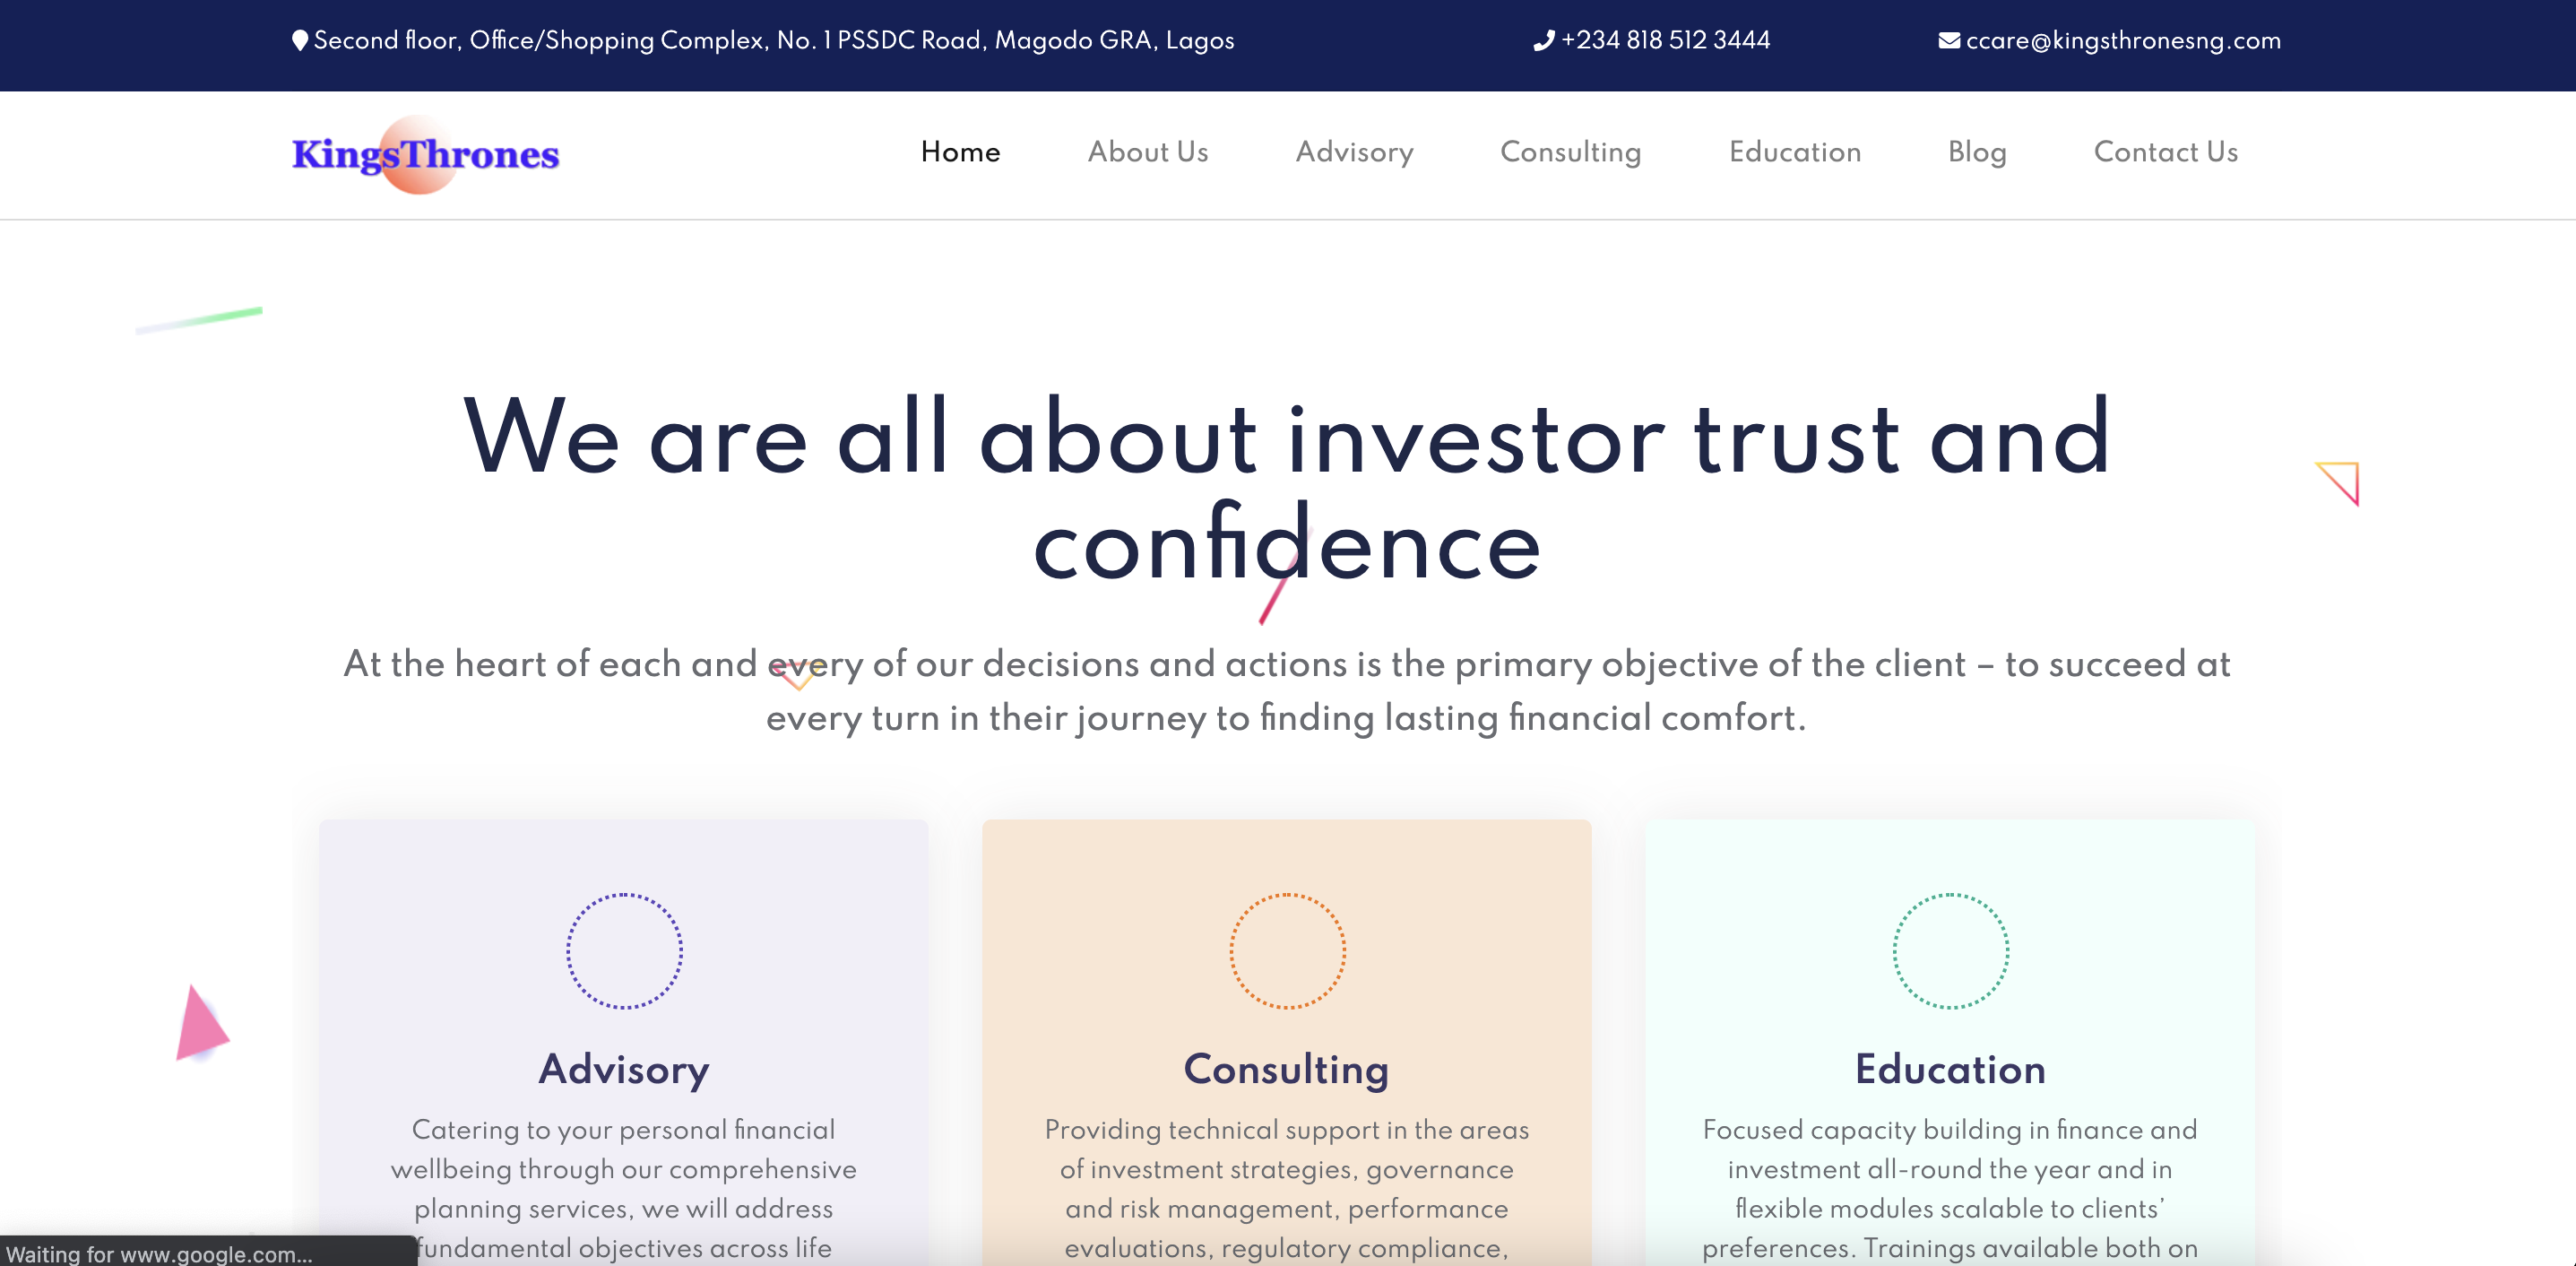 Second floor, Office/Shopping Complex, No. 1 PSSDC Road, Magodo GRA, Lagos
+234 818 512 3444
ccare@kingsthronesng.com
KingsThrones
Home
About Us
Advisory
Consulting
Education
Blog
Contact Us
We are all about investor trust and
confidence
At the heart of each and every of our decisions and actions is the primary objective of the client – to succeed at
every turn in their journey to finding lasting financial comfort.
Advisory
Catering to your personal financial
wellbeing through our comprehensive
planning services, we will address
fundamental objectives across life
Consulting
Providing technical support in the areas
of investment strategies, governance
and risk management, performance
evaluations, regulatory compliance,
Education
Focused capacity building in finance and
investment all-round the year and in
flexible modules scalable to clients’
preferences. Trainings available both on
Waiting for www.google.com...